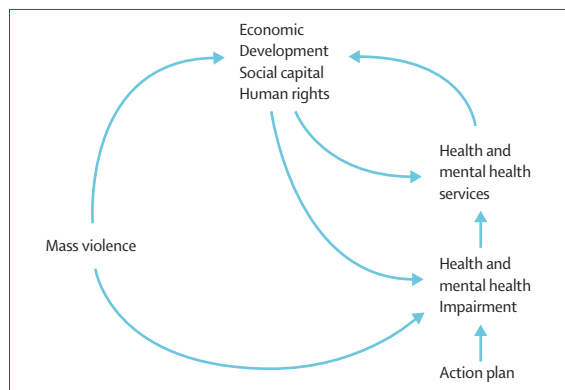 Economic
Development
Social capital
Human rights
Health and
mental health
services
Mass violence
Health and
mental health
Impairment
Action plan